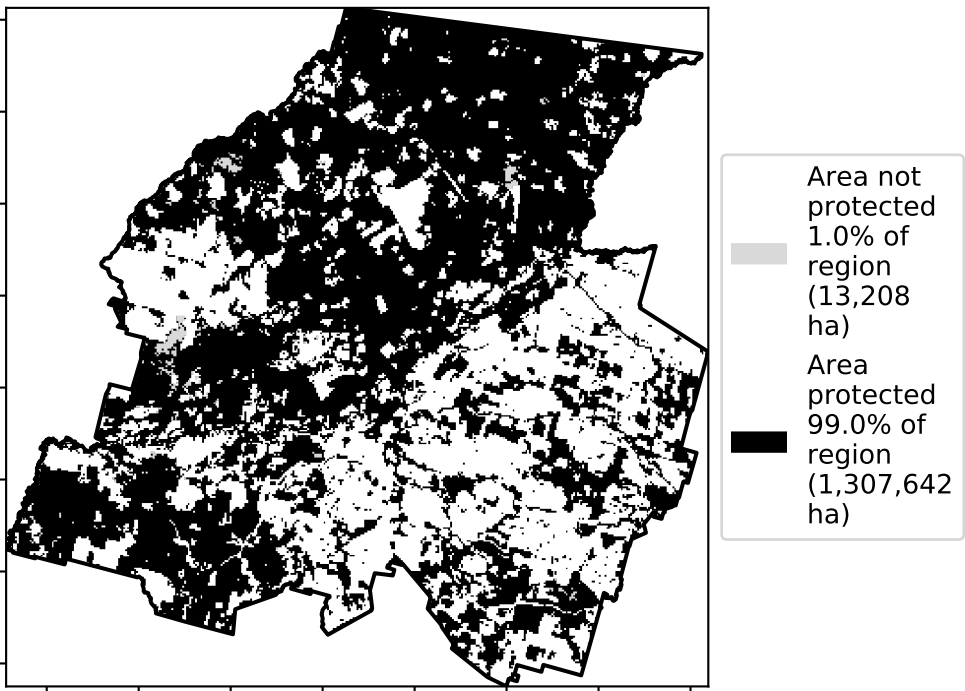 Area not
protected
1.0% of
region
(13,208
ha)
Area
protected
99.0% of
region
(1,307,642
ha)